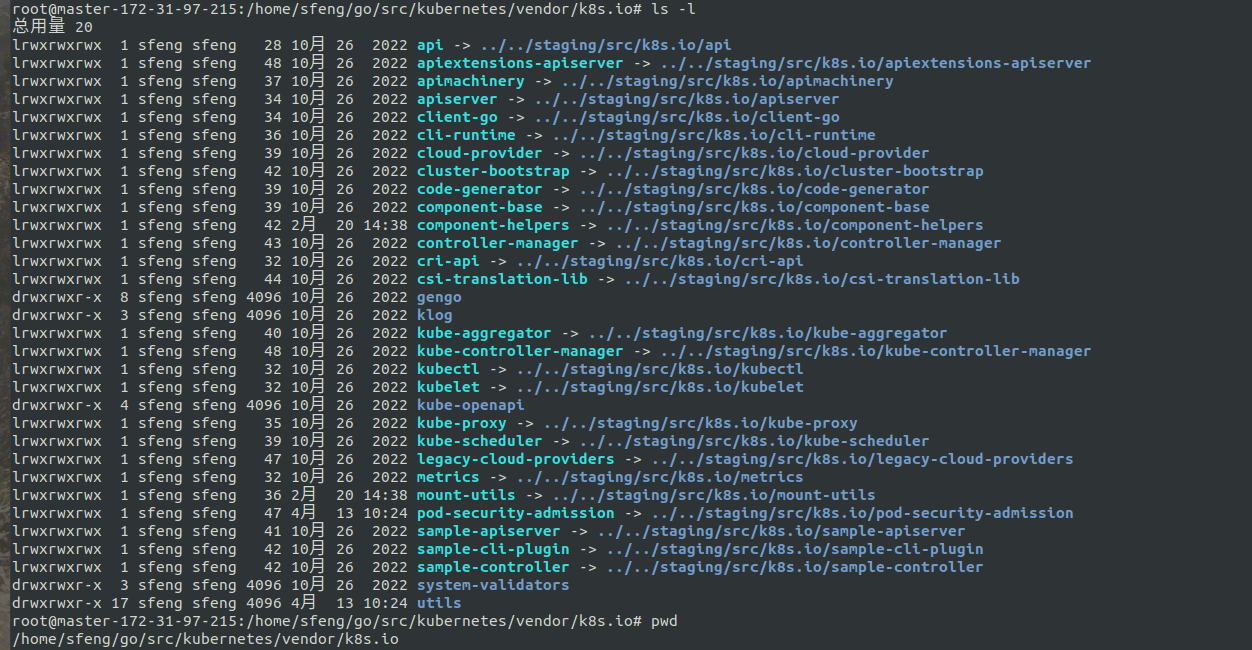 root@master-172-31-97-215:/home/sfeng/go/src/kubernetes/vendor/k8s.io# ls -l
总用量 20
lrwxrwxrwx  1 sfeng sfeng   28 10月 26  2022 api -> ../../staging/src/k8s.io/api
lrwxrwxrwx  1 sfeng sfeng   48 10月 26  2022 apiextensions-apiserver -> ../../staging/src/k8s.io/apiextensions-apiserver
lrwxrwxrwx  1 sfeng sfeng   37 10月 26  2022 apimachinery -> ../../staging/src/k8s.io/apimachinery
lrwxrwxrwx  1 sfeng sfeng   34 10月 26  2022 apiserver -> ../../staging/src/k8s.io/apiserver
lrwxrwxrwx  1 sfeng sfeng   34 10月 26  2022 client-go -> ../../staging/src/k8s.io/client-go
lrwxrwxrwx  1 sfeng sfeng   36 10月 26  2022 cli-runtime -> ../../staging/src/k8s.io/cli-runtime
lrwxrwxrwx  1 sfeng sfeng   39 10月 26  2022 cloud-provider -> ../../staging/src/k8s.io/cloud-provider
lrwxrwxrwx  1 sfeng sfeng   42 10月 26  2022 cluster-bootstrap -> ../../staging/src/k8s.io/cluster-bootstrap
lrwxrwxrwx  1 sfeng sfeng   39 10月 26  2022 code-generator -> ../../staging/src/k8s.io/code-generator
lrwxrwxrwx  1 sfeng sfeng   39 10月 26  2022 component-base -> ../../staging/src/k8s.io/component-base
lrwxrwxrwx  1 sfeng sfeng   42 2月  20 14:38 component-helpers -> ../../staging/src/k8s.io/component-helpers
lrwxrwxrwx  1 sfeng sfeng   43 10月 26  2022 controller-manager -> ../../staging/src/k8s.io/controller-manager
lrwxrwxrwx  1 sfeng sfeng   32 10月 26  2022 cri-api -> ../../staging/src/k8s.io/cri-api
lrwxrwxrwx  1 sfeng sfeng   44 10月 26  2022 csi-translation-lib -> ../../staging/src/k8s.io/csi-translation-lib
drwxrwxr-x  8 sfeng sfeng 4096 10月 26  2022 gengo
drwxrwxr-x  3 sfeng sfeng 4096 10月 26  2022 klog
lrwxrwxrwx  1 sfeng sfeng   40 10月 26  2022 kube-aggregator -> ../../staging/src/k8s.io/kube-aggregator
lrwxrwxrwx  1 sfeng sfeng   48 10月 26  2022 kube-controller-manager -> ../../staging/src/k8s.io/kube-controller-manager
lrwxrwxrwx  1 sfeng sfeng   32 10月 26  2022 kubectl -> ../../staging/src/k8s.io/kubectl
lrwxrwxrwx  1 sfeng sfeng   32 10月 26  2022 kubelet -> ../../staging/src/k8s.io/kubelet
drwxrwxr-x  4 sfeng sfeng 4096 10月 26  2022 kube-openapi
lrwxrwxrwx  1 sfeng sfeng   35 10月 26  2022 kube-proxy -> ../../staging/src/k8s.io/kube-proxy
lrwxrwxrwx  1 sfeng sfeng   39 10月 26  2022 kube-scheduler -> ../../staging/src/k8s.io/kube-scheduler
lrwxrwxrwx  1 sfeng sfeng   47 10月 26  2022 legacy-cloud-providers -> ../../staging/src/k8s.io/legacy-cloud-providers
lrwxrwxrwx  1 sfeng sfeng   32 10月 26  2022 metrics -> ../../staging/src/k8s.io/metrics
lrwxrwxrwx  1 sfeng sfeng   36 2月  20 14:38 mount-utils -> ../../staging/src/k8s.io/mount-utils
lrwxrwxrwx  1 sfeng sfeng   47 4月  13 10:24 pod-security-admission -> ../../staging/src/k8s.io/pod-security-admission
lrwxrwxrwx  1 sfeng sfeng   41 10月 26  2022 sample-apiserver -> ../../staging/src/k8s.io/sample-apiserver
lrwxrwxrwx  1 sfeng sfeng   42 10月 26  2022 sample-cli-plugin -> ../../staging/src/k8s.io/sample-cli-plugin
lrwxrwxrwx  1 sfeng sfeng   42 10月 26  2022 sample-controller -> ../../staging/src/k8s.io/sample-controller
drwxrwxr-x  3 sfeng sfeng 4096 10月 26  2022 system-validators
drwxrwxr-x 17 sfeng sfeng 4096 4月  13 10:24 utils
root@master-172-31-97-215:/home/sfeng/go/src/kubernetes/vendor/k8s.io# pwd
/home/sfeng/go/src/kubernetes/vendor/k8s.io